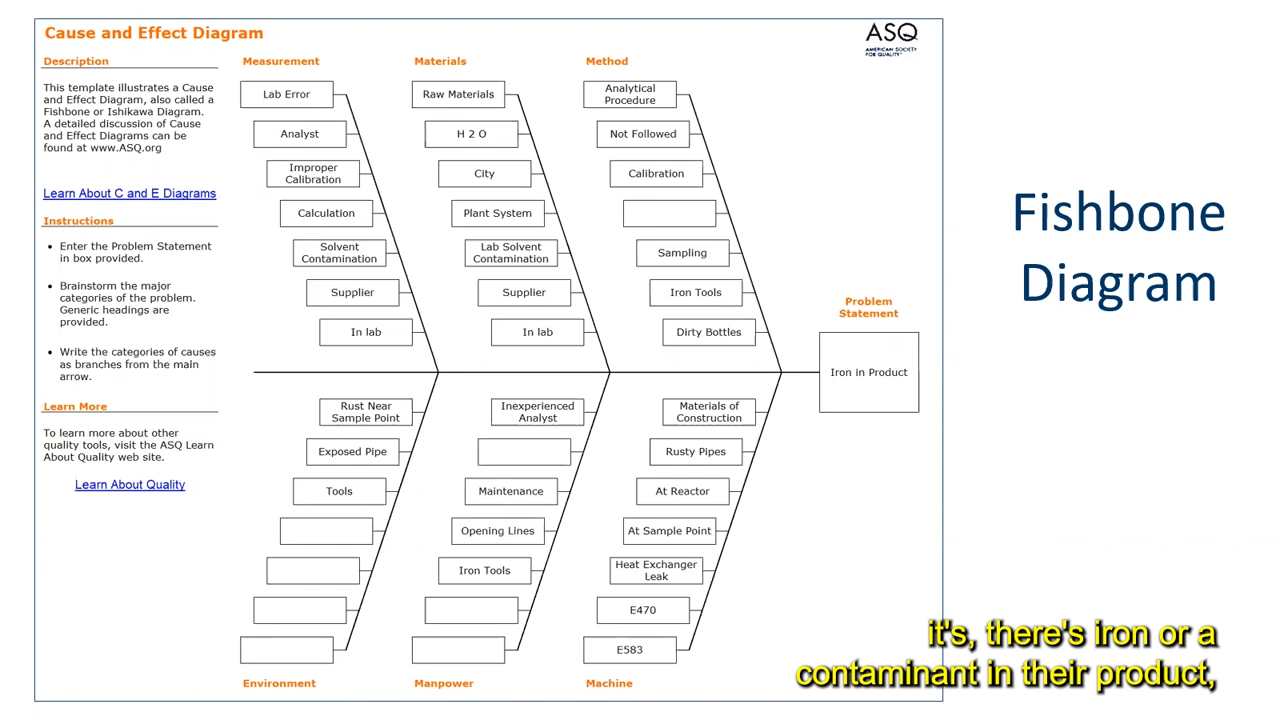 Cause and Effect Diagram
ASQ
AMERICAN SOCIETY
FOR QUALITY
Description
This template illustrates a Cause
and Effect Diagram, also called a
Fishbone or Ishikawa Diagram.
A detailed discussion of Cause
and Effect Diagrams can be
found at www.ASQ.org
Learn About C and E Diagrams
Instructions
• Enter the Problem Statement
in box provided.
• Brainstorm the major
categories of the problem.
Generic headings are
provided.
• Write the categories of causes
as branches from the main
arrow.
Learn More
To learn more about other
quality tools, visit the ASQ Learn
About Quality web site.
Learn About Quality
Measurement
Lab Error
Analyst
Improper
Calibration
Calculation
Solvent
Contamination
Supplier
In lab
Materials
Raw Materials
H 2 O
City
Plant System
Lab Solvent
Contamination
Supplier
In lab
Method
Analytical
Procedure
Not Followed
Calibration
Sampling
Iron Tools
Dirty Bottles
Problem
Statement
Iron in Product
Rust Near
Sample Point
Exposed Pipe
Tools
Environment
Inexperienced
Analyst
Maintenance
Opening Lines
Iron Tools
Manpower
Materials of
Construction
Rusty Pipes
At Reactor
At Sample Point
Heat Exchanger
Leak
E470
E583
Machine
Fishbone
Diagram
it's, there's iron or a
contaminant in their product,